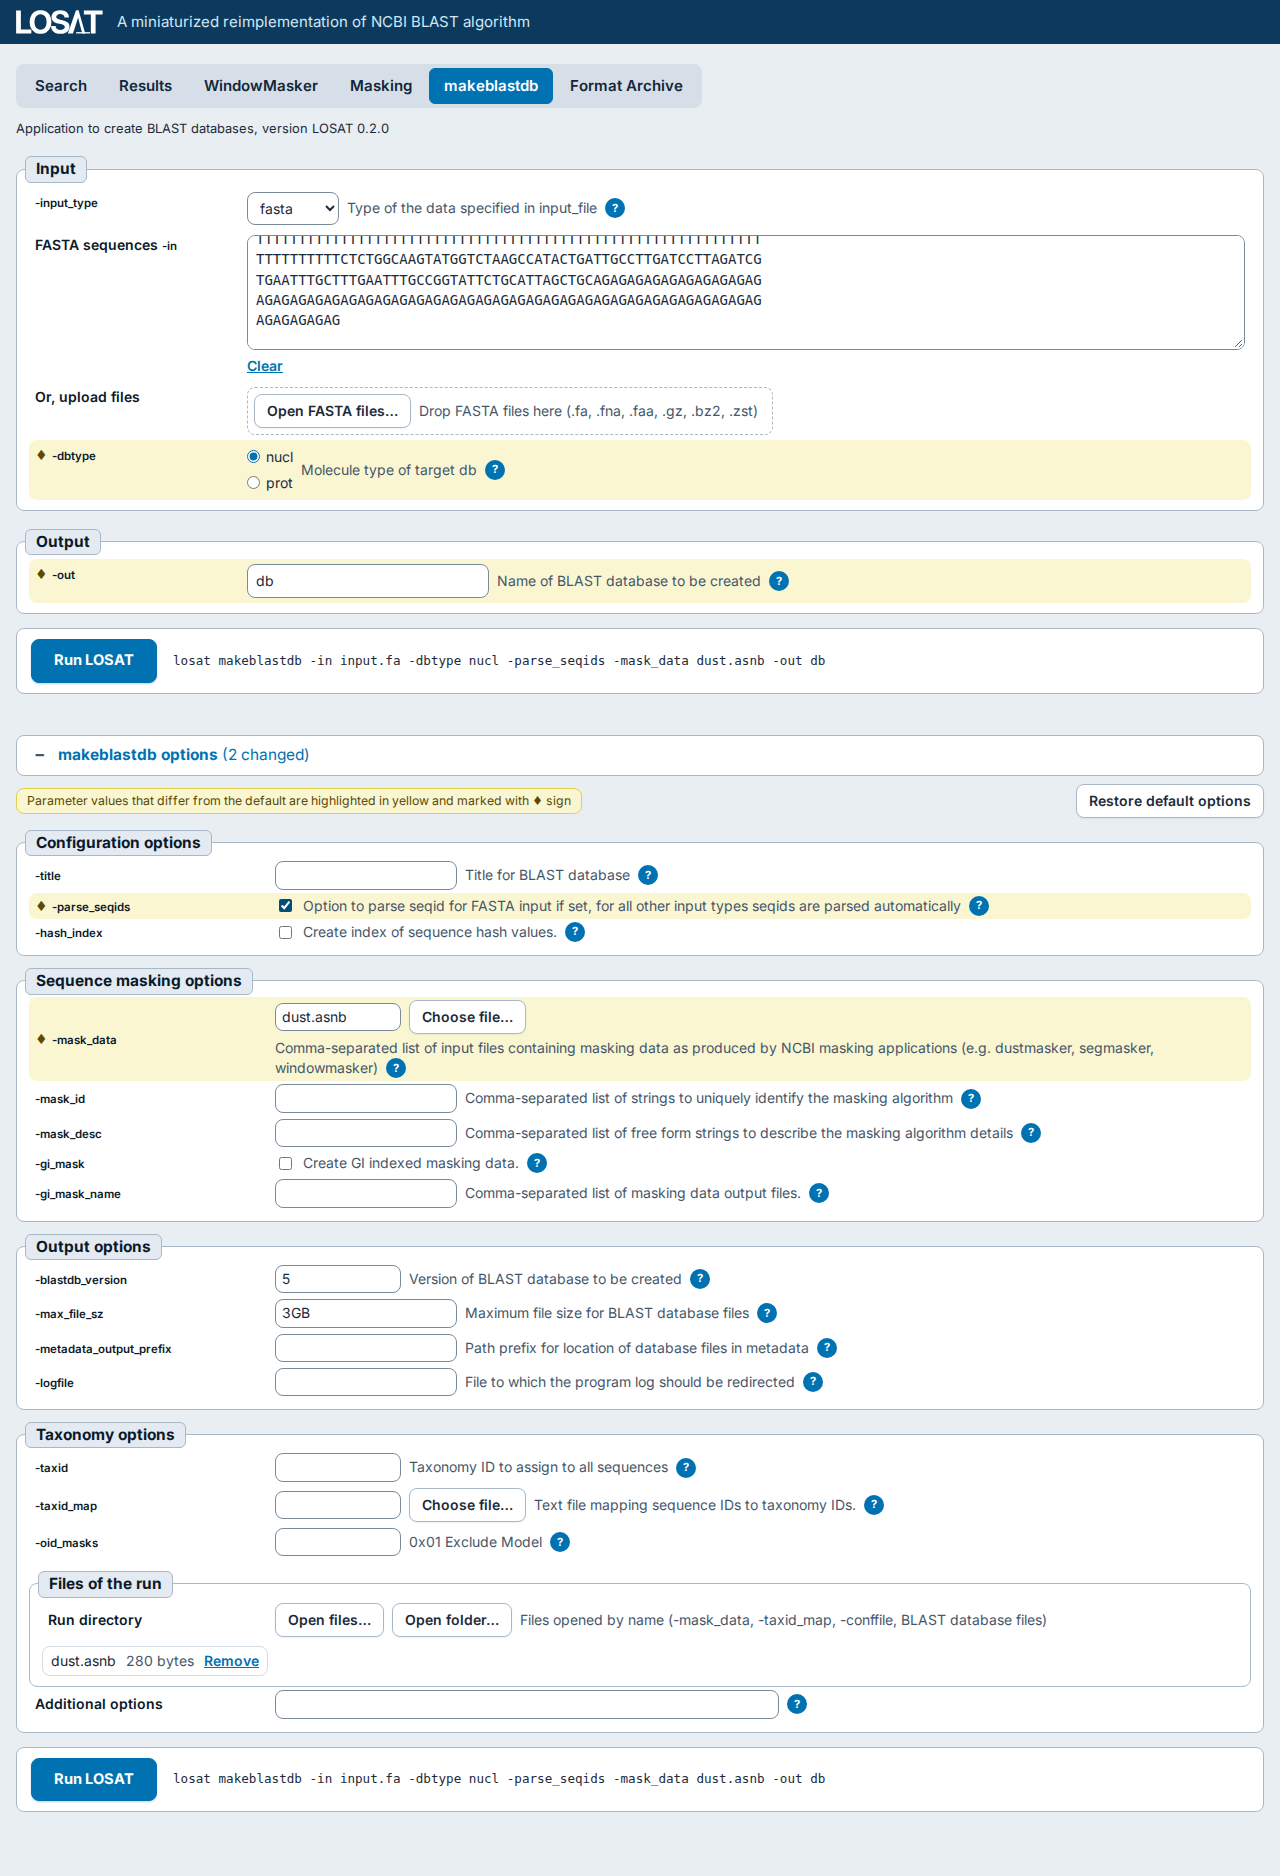 LOSAT A miniaturized reimplementation of NCBI BLAST algorithm
Search Results WindowMasker Masking makeblastdb Format Archive
Application to create BLAST databases, version LOSAT 0.2.0
Input
-input_type fasta Type of the data specified in input_file ?
FASTA sequences -in
TTTTTTTTTTCTCTGGCAAGTATGGTCTAAGCCATACTGATTGCCTTGATCCTTAGATCG
TGAATTTGCTTTGAATTTGCCGGTATTCTGCATTAGCTGCAGAGAGAGAGAGAGAGAGAG
AGAGAGAGAGAGAGAGAGAGAGAGAGAGAGAGAGAGAGAGAGAGAGAGAGAGAGAGAGAG
AGAGAGAGAG
Clear
Or, upload files Open FASTA files... Drop FASTA files here (.fa, .fna, .faa, .gz, .bz2, .zst)
♦ -dbtype nucl
prot
Molecule type of target db ?
Output
♦ -out db Name of BLAST database to be created ?
Run LOSAT losat makeblastdb -in input.fa -dbtype nucl -parse_seqids -mask_data dust.asnb -out db
− makeblastdb options (2 changed)
Parameter values that differ from the default are highlighted in yellow and marked with ♦ sign Restore default options
Configuration options
-title Title for BLAST database ?
♦ -parse_seqids Option to parse seqid for FASTA input if set, for all other input types seqids are parsed automatically ?
-hash_index Create index of sequence hash values. ?
Sequence masking options
♦ -mask_data dust.asnb Choose file...
Comma-separated list of input files containing masking data as produced by NCBI masking applications (e.g. dustmasker, segmasker,
windowmasker) ?
-mask_id Comma-separated list of strings to uniquely identify the masking algorithm ?
-mask_desc Comma-separated list of free form strings to describe the masking algorithm details ?
-gi_mask Create GI indexed masking data. ?
-gi_mask_name Comma-separated list of masking data output files. ?
Output options
-blastdb_version 5 Version of BLAST database to be created ?
-max_file_sz 3GB Maximum file size for BLAST database files ?
-metadata_output_prefix Path prefix for location of database files in metadata ?
-logfile File to which the program log should be redirected ?
Taxonomy options
-taxid Taxonomy ID to assign to all sequences ?
-taxid_map Choose file... Text file mapping sequence IDs to taxonomy IDs. ?
-oid_masks 0x01 Exclude Model ?
Files of the run
Run directory Open files... Open folder... Files opened by name (-mask_data, -taxid_map, -conffile, BLAST database files)
dust.asnb 280 bytes Remove
Additional options ?
Run LOSAT losat makeblastdb -in input.fa -dbtype nucl -parse_seqids -mask_data dust.asnb -out db